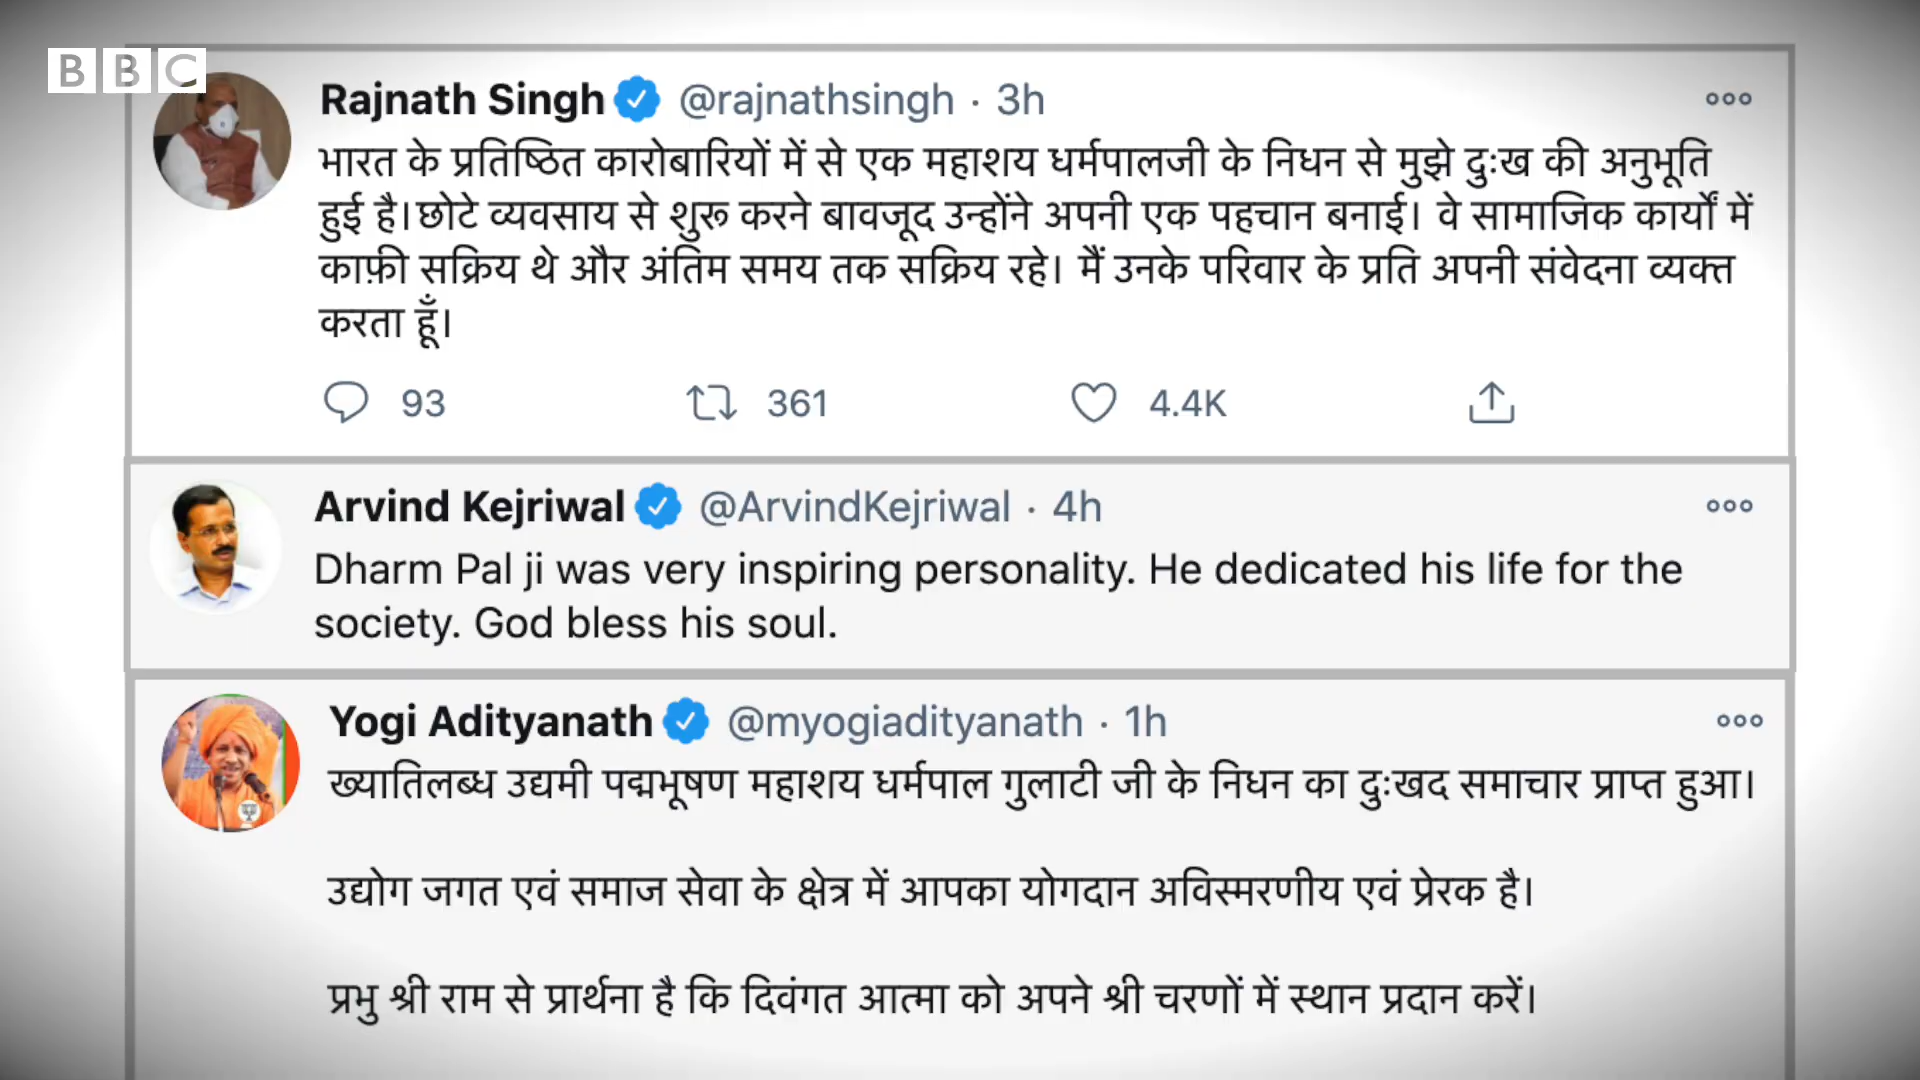 BBC
Rajnath Singh @rajnathsingh · 3h
भारत के प्रतिष्ठित कारोबारियों में से एक महाशय धर्मपालजी के निधन से मुझे दुःख की अनुभूति
हुई है।छोटे व्यवसाय से शुरू करने बावजूद उन्होंने अपनी एक पहचान बनाई। वे सामाजिक कार्यों में
काफ़ी सक्रिय थे और अंतिम समय तक सक्रिय रहे। मैं उनके परिवार के प्रति अपनी संवेदना व्यक्त
करता हूँ।
93 361 4.4K
Arvind Kejriwal @ArvindKejriwal · 4h
Dharm Pal ji was very inspiring personality. He dedicated his life for the
society. God bless his soul.
Yogi Adityanath @myogiadityanath · 1h
ख्यातिलब्ध उद्यमी पद्मभूषण महाशय धर्मपाल गुलाटी जी के निधन का दुःखद समाचार प्राप्त हुआ।
उद्योग जगत एवं समाज सेवा के क्षेत्र में आपका योगदान अविस्मरणीय एवं प्रेरक है।
प्रभु श्री राम से प्रार्थना है कि दिवंगत आत्मा को अपने श्री चरणों में स्थान प्रदान करें।